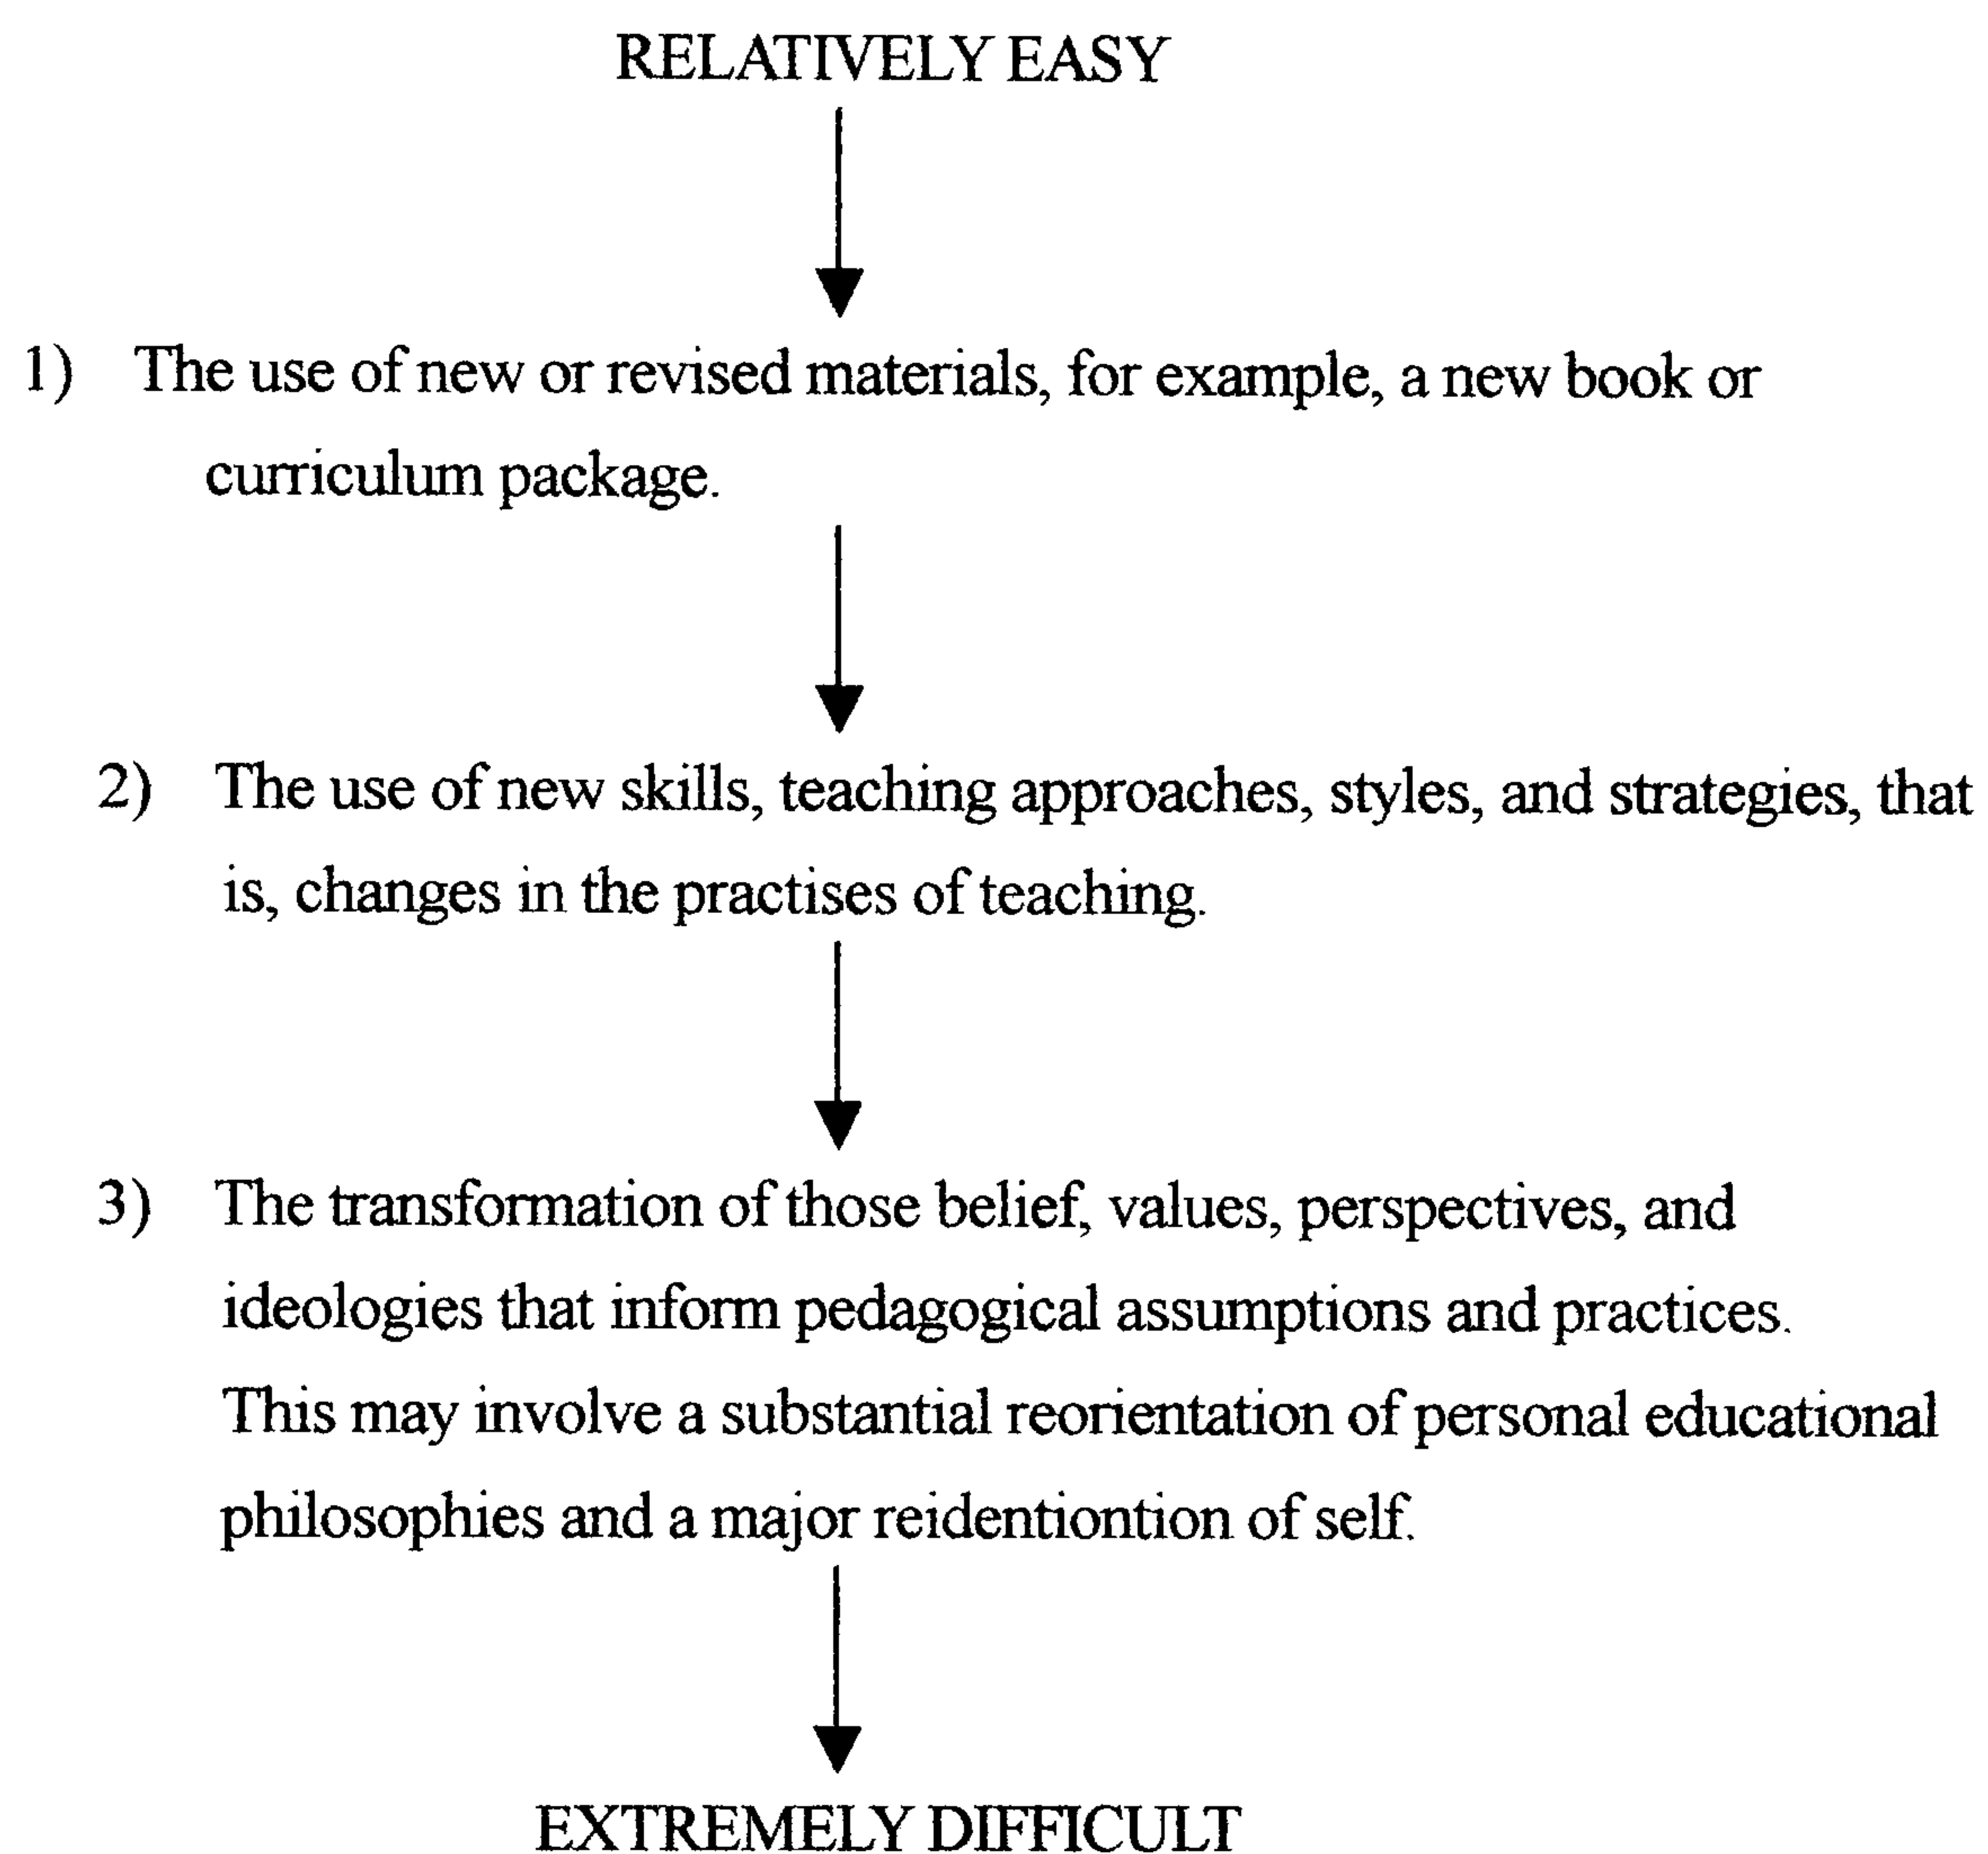 RELATIVELY EASY
1) The use of new or revised materials, for example, a new book or
curriculum package.
2) The use of new skills, teaching approaches, styles, and strategies, that
is, changes in the practises of teaching.
3) The transformation of those belief, values, perspectives, and
ideologies that inform pedagogical assumptions and practices.
This may involve a substantial reorientation of personal educational
philosophies and a major reidentiontion of self.
EXTREMELY DIFFICULT